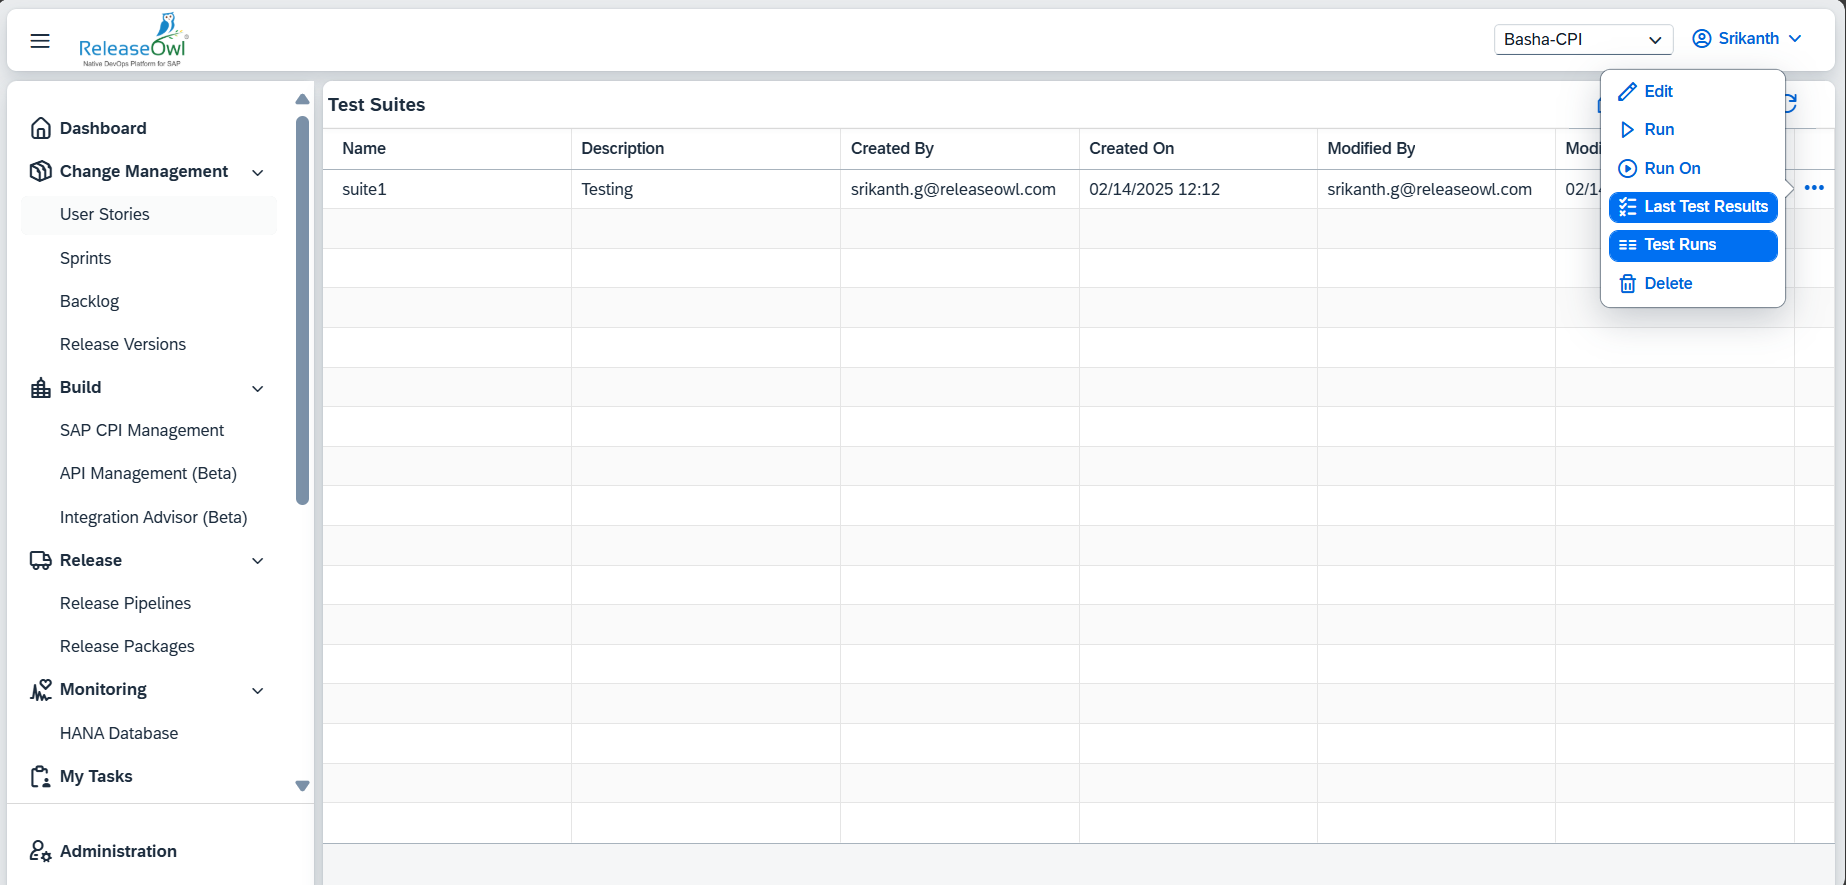 ReleaseOwl
Native DevOps Platform for SAP
Basha-CPI
Srikanth
Dashboard
Change Management
User Stories
Sprints
Backlog
Release Versions
Build
SAP CPI Management
API Management (Beta)
Integration Advisor (Beta)
Release
Release Pipelines
Release Packages
Monitoring
HANA Database
My Tasks
Administration
Test Suites
Name Description Created By Created On Modified By Modi
suite1 Testing srikanth.g@releaseowl.com 02/14/2025 12:12 srikanth.g@releaseowl.com 02/1
Edit
Run
Run On
Last Test Results
Test Runs
Delete